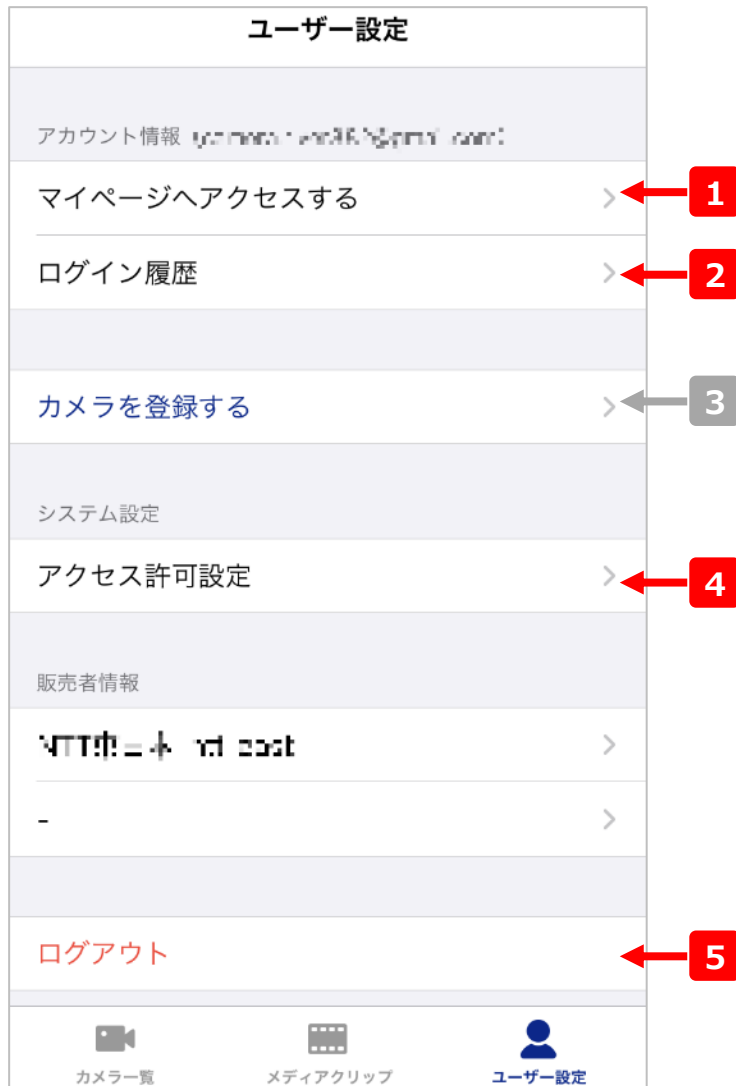 ユーザー設定
アカウント情報
マイページへアクセスする
1
ログイン履歴
2
カメラを登録する
3
システム設定
アクセス許可設定
4
販売者情報
-
ログアウト
5
カメラ一覧 メディアクリップ ユーザー設定